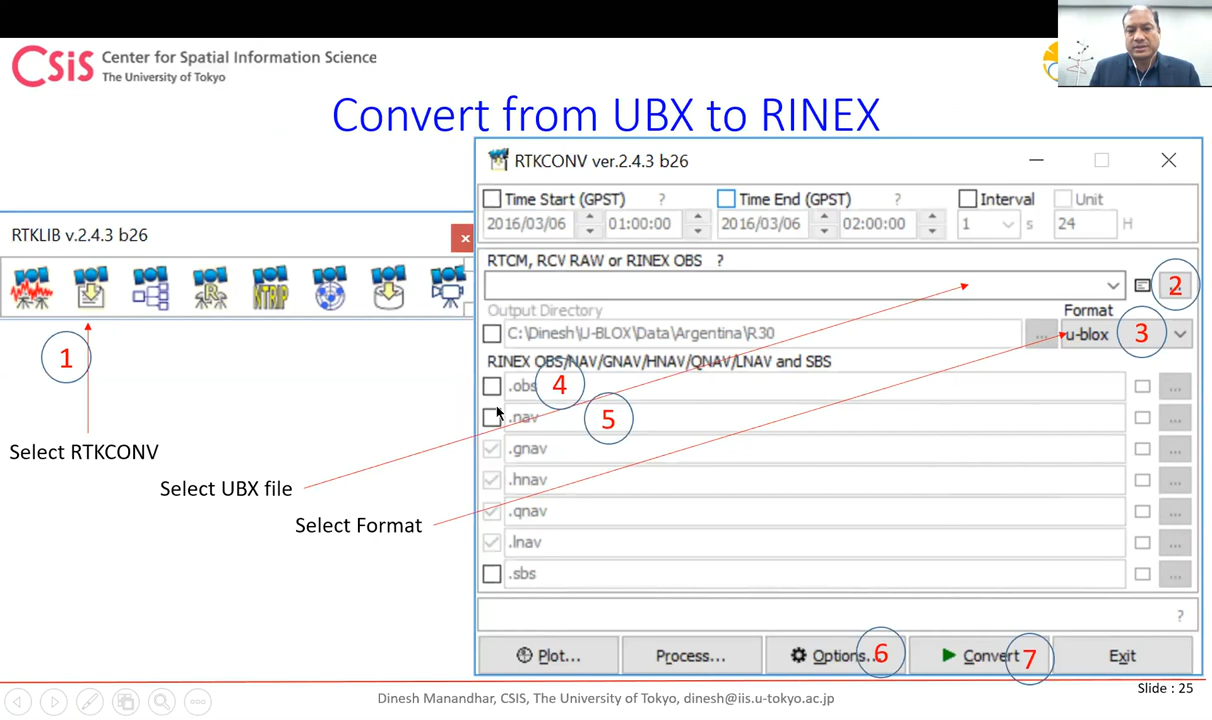 CSiS Center for Spatial Information Science
The University of Tokyo
Convert from UBX to RINEX
RTKLIB v.2.4.3 b26
×
R
NTRIP
1
Select RTKCONV
Select UBX file
Select Format
RTKCONV ver.2.4.3 b26
Time Start (GPST) ? Time End (GPST) ? Interval Unit
2016/03/06 01:00:00 2016/03/06 02:00:00 1 s 24 H
RTCM, RCV RAW or RINEX OBS ?
2
Output Directory Format
C:\Dinesh\U-BLOX\Data\Argentina\R30 ... u-blox 3
RINEX OBS/NAV/GNAV/HNAV/QNAV/LNAV and SBS
.obs 4 ...
.nav 5 ...
.gnav ...
.hnav ...
.qnav ...
.lnav ...
.sbs ...
?
Plot... Process... Options... 6 Convert 7 Exit
Slide : 25
Dinesh Manandhar, CSIS, The University of Tokyo, dinesh@iis.u-tokyo.ac.jp